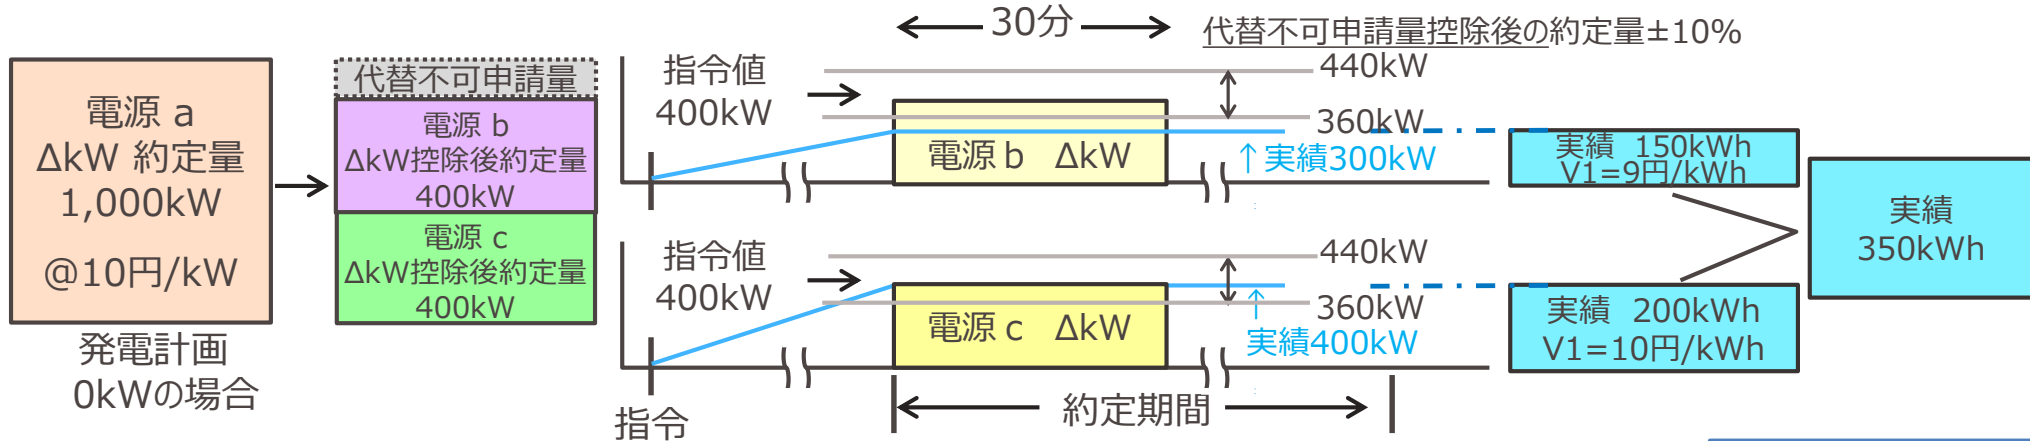 電源 a
ΔkW 約定量
1,000kW
@10円/kW
発電計画
0kWの場合
代替不可申請量
電源 b
ΔkW控除後約定量
400kW
電源 c
ΔkW控除後約定量
400kW
30分
代替不可申請量控除後の約定量±10%
指令値
400kW
440kW
360kW
電源 b ΔkW
↑実績300kW
指令値
400kW
440kW
360kW
電源 c ΔkW
↑
実績400kW
指令
約定期間
実績 150kWh
V1=9円/kWh
実績 200kWh
V1=10円/kWh
実績
350kWh